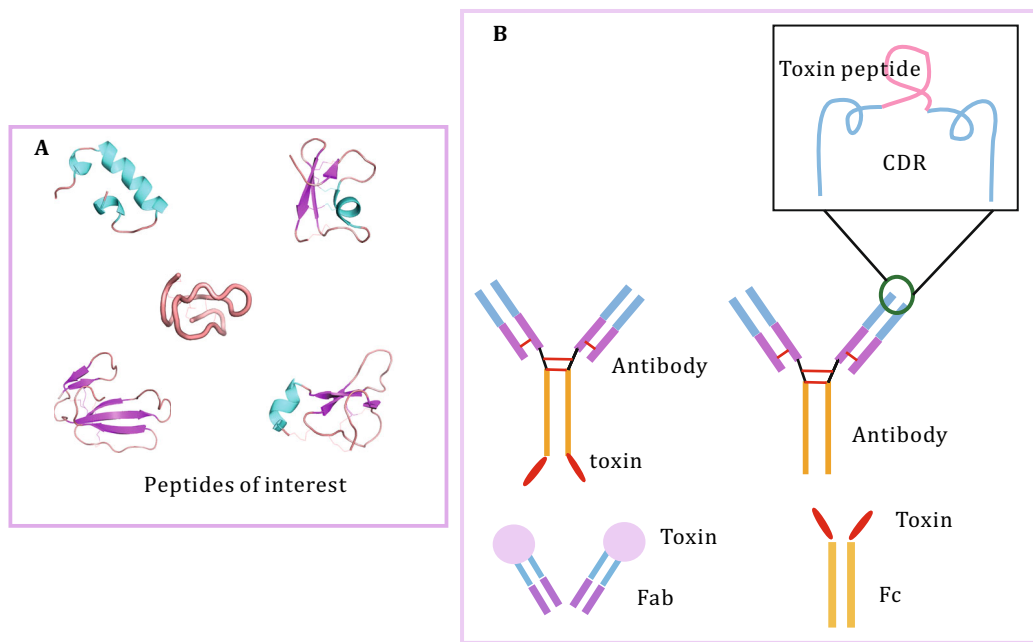 A
Peptides of interest
B
Toxin peptide
CDR
Antibody
toxin
Antibody
Toxin
Fab
Toxin
Fc